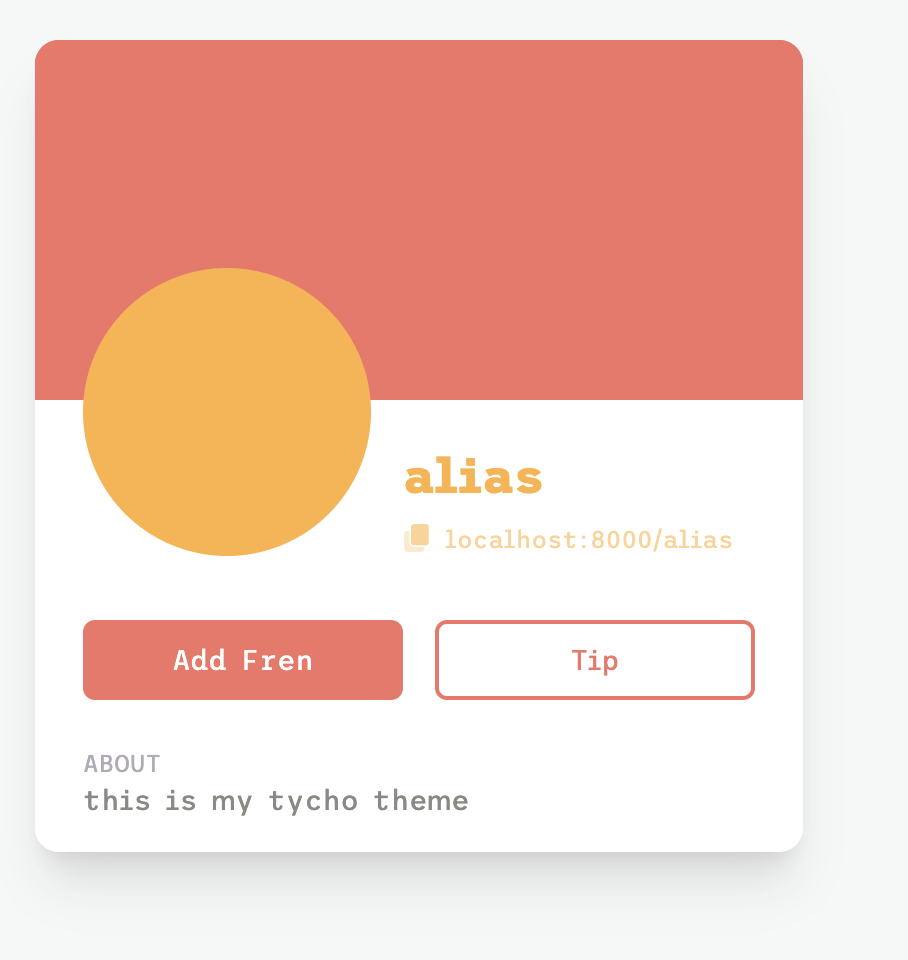 alias
localhost:8000/alias
Add Fren
Tip
ABOUT
this is my tycho theme